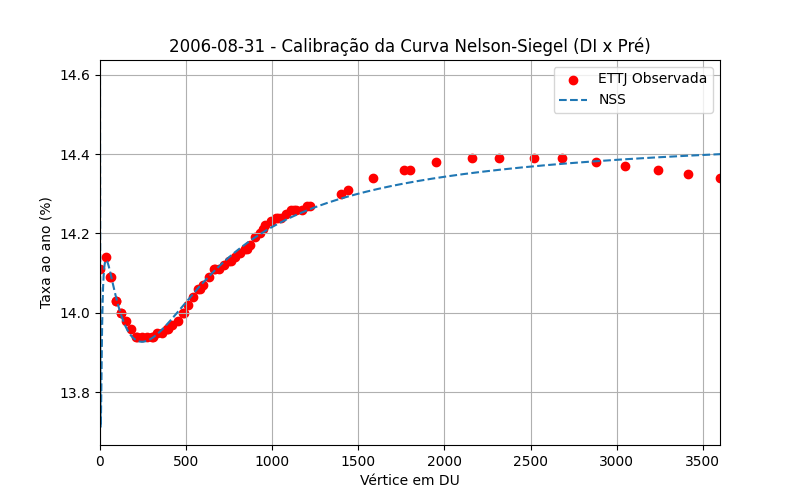 2006-08-31 - Calibração da Curva Nelson-Siegel (DI x Pré)
ETTJ Observada
NSS
Taxa ao ano (%)
14.6
14.4
14.2
14.0
13.8
0 500 1000 1500 2000 2500 3000 3500
Vértice em DU